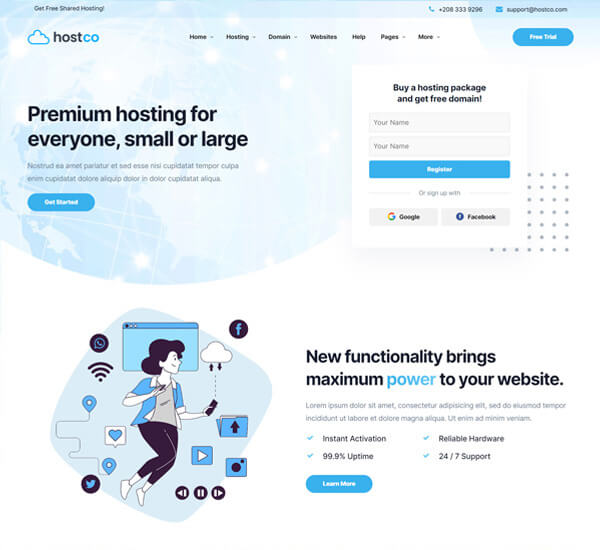 Get Free Shared Hosting!
+208 333 9296
support@hostco.com
hostco
Home
Hosting
Domain
Websites
Help
Pages
More
Free Trial
Premium hosting for
everyone, small or large
Nostrud ea amet pariatur et sed esse nisi cupidatat tempor culpa
enim cupidatat dolore aliquip dolor in dolor cupidatat aliqua.
Get Started
Buy a hosting package
and get free domain!
Your Name
Your Name
Register
Or sign up with
Google
Facebook
New functionality brings
maximum power to your website.
Lorem ipsum dolor sit amet, consectetur adipisicing elit, sed do eiusmod tempor
incididunt ut labore et dolore magna aliqua. Ut enim ad minim veniam.
Instant Activation
Reliable Hardware
99.9% Uptime
24 / 7 Support
Learn More